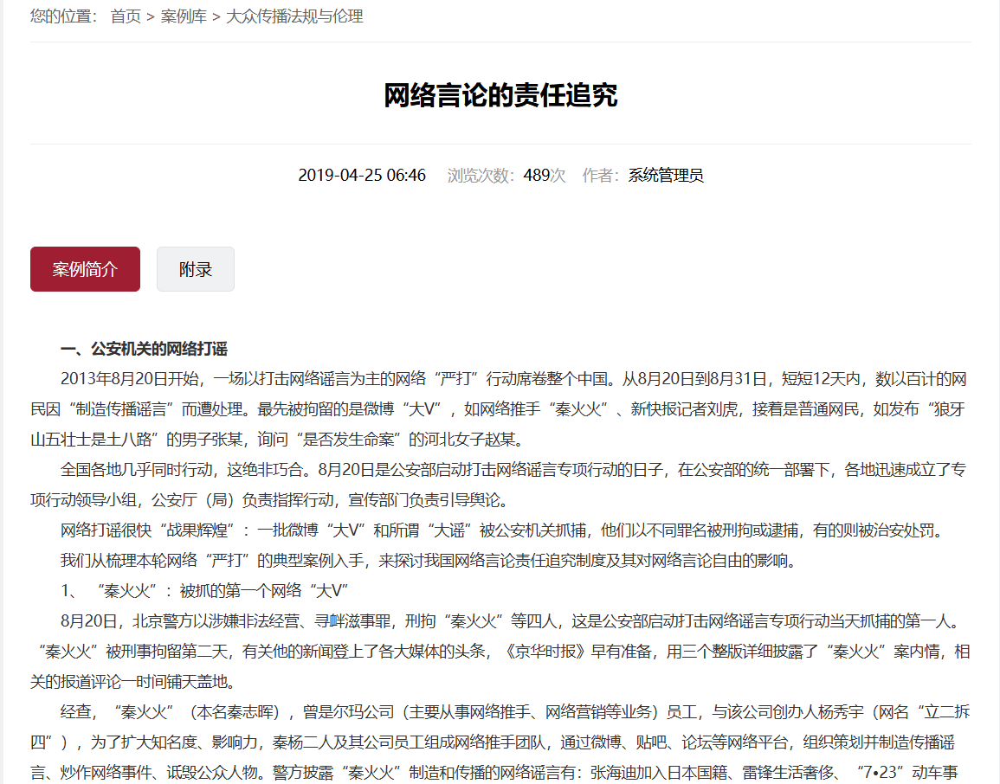 您的位置： 首页 > 案例库 > 大众传播法规与伦理
网络言论的责任追究
2019-04-25 06:46 浏览次数：489次 作者：系统管理员
案例简介 附录
一、公安机关的网络打谣
2013年8月20日开始，一场以打击网络谣言为主的网络“严打”行动席卷整个中国。从8月20日到8月31日，短短12天内，数以百计的网
民因“制造传播谣言”而遭处理。最先被拘留的是微博“大V”，如网络推手“秦火火”、新快报记者刘虎，接着是普通网民，如发布“狼牙
山五壮士是土八路”的男子张某，询问“是否发生命案”的河北女子赵某。
全国各地几乎同时行动，这绝非巧合。8月20日是公安部启动打击网络谣言专项行动的日子，在公安部的统一部署下，各地迅速成立了专
项行动领导小组，公安厅（局）负责指挥行动，宣传部门负责引导舆论。
网络打谣很快“战果辉煌”：一批微博“大V”和所谓“大谣”被公安机关抓捕，他们以不同罪名被刑拘或逮捕，有的则被治安处罚。
我们从梳理本轮网络“严打”的典型案例入手，来探讨我国网络言论责任追究制度及其对网络言论自由的影响。
1、 “秦火火”：被抓的第一个网络“大V”
8月20日，北京警方以涉嫌非法经营、寻衅滋事罪，刑拘“秦火火”等四人，这是公安部启动打击网络谣言专项行动当天抓捕的第一人。
“秦火火”被刑事拘留第二天，有关他的新闻登上了各大媒体的头条，《京华时报》早有准备，用三个整版详细披露了“秦火火”案内情，相
关的报道评论一时间铺天盖地。
经查，“秦火火”（本名秦志晖），曾是尔玛公司（主要从事网络推手、网络营销等业务）员工，与该公司创办人杨秀宇（网名“立二拆
四”），为了扩大知名度、影响力，秦杨二人及其公司员工组成网络推手团队，通过微博、贴吧、论坛等网络平台，组织策划并制造传播谣
言、炒作网络事件、诋毁公众人物。警方披露“秦火火”制造和传播的网络谣言有：张海迪加入日本国籍、雷锋生活奢侈、“7•23”动车事